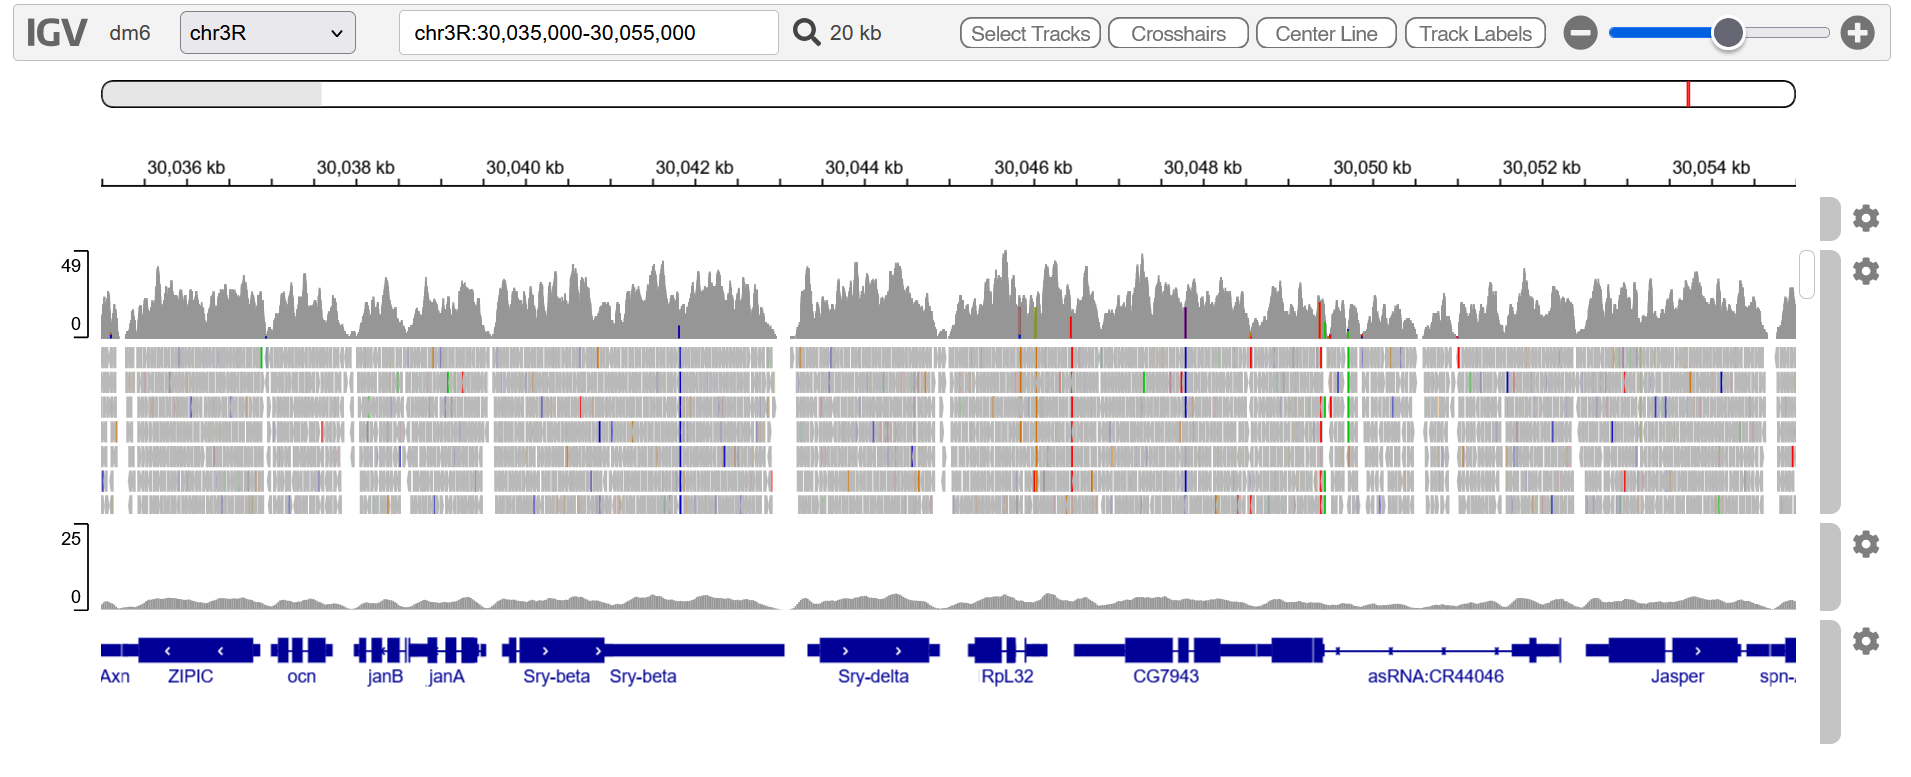 IGV dm6 chr3R chr3R:30,035,000-30,055,000 20 kb Select Tracks Crosshairs Center Line Track Labels
30,036 kb 30,038 kb 30,040 kb 30,042 kb 30,044 kb 30,046 kb 30,048 kb 30,050 kb 30,052 kb 30,054 kb
49
0
25
0
Axn ZIPIC ocn janB janA Sry-beta Sry-beta Sry-delta RpL32 CG7943 asRNA:CR44046 Jasper spn-